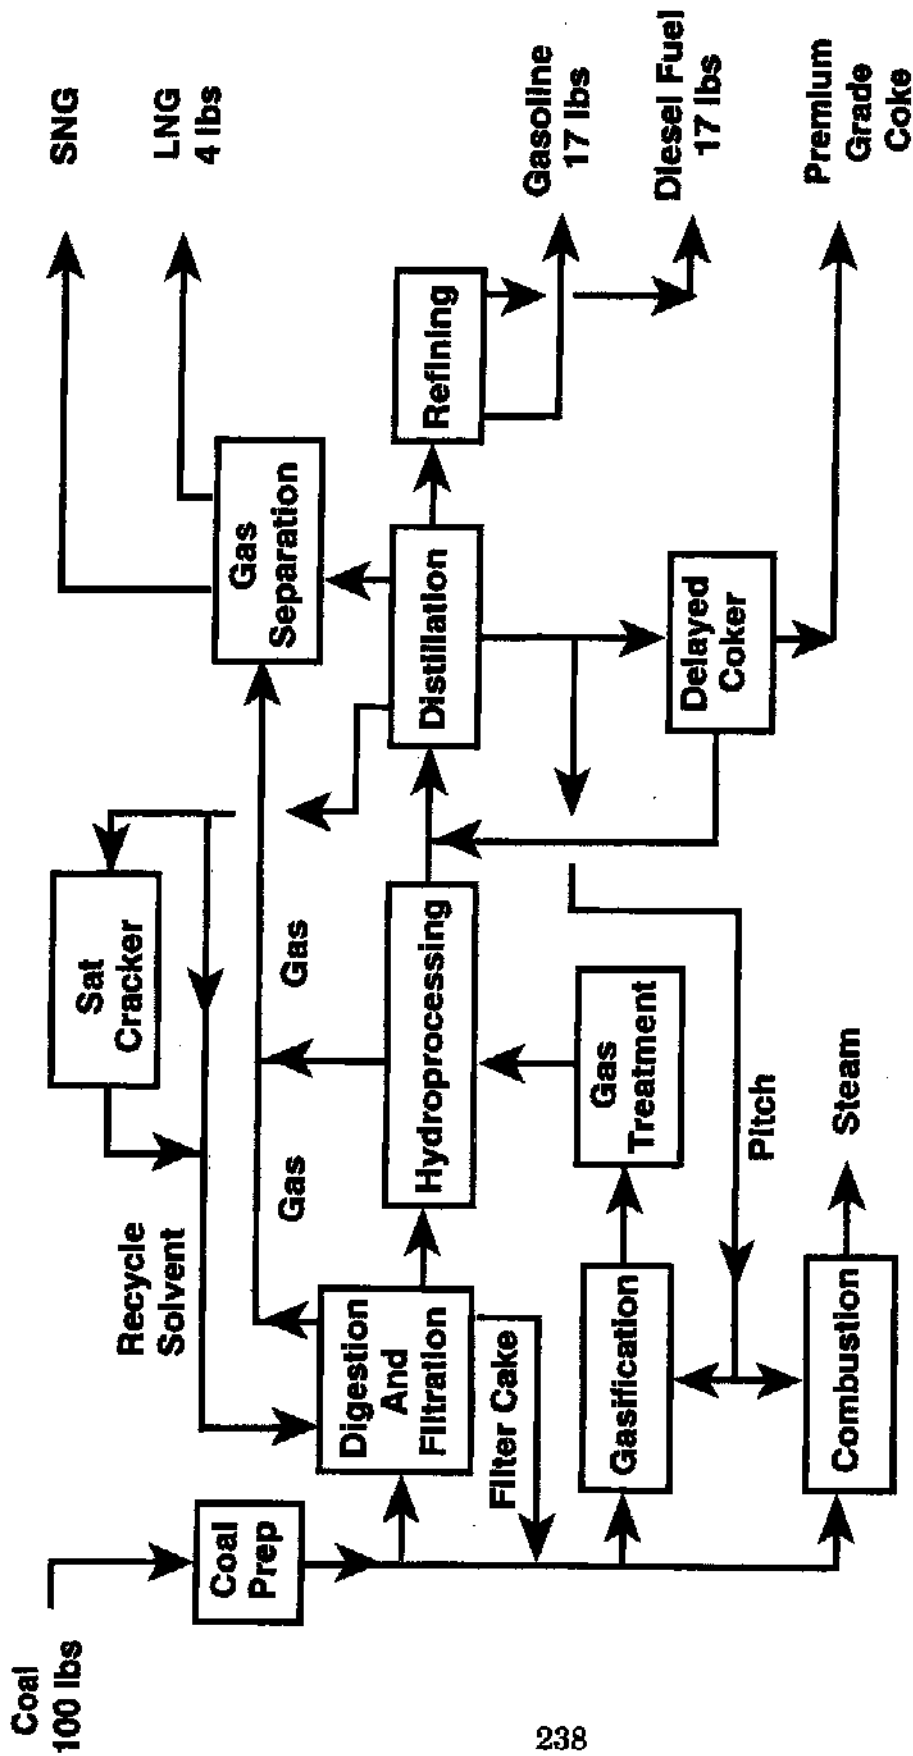 Coal
100 lbs
Coal
Prep
Recycle
Solvent
Sat
Cracker
Gas
Gas
Digestion
And
Filtration
Filter Cake
Hydroprocessing
Gas
Separation
SNG
LNG
4 lbs
Distillation
Refining
Gasoline
17 lbs
Diesel Fuel
17 lbs
Gasification
Gas
Treatment
Delayed
Coker
Premium
Grade
Coke
Pitch
Combustion
Steam
238